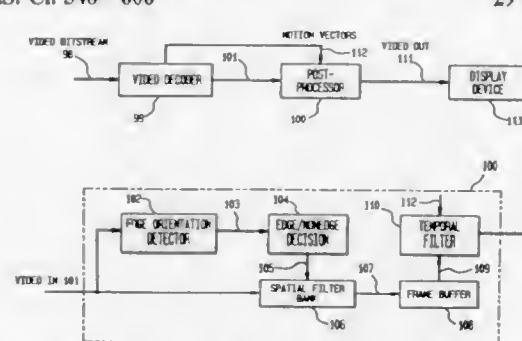 MOTION VECTORS
VIDEO BITSTREAM
98
101
112
VIDEO OUT
111
VIDEO DECODER
99
POST-
PROCESSOR
100
DISPLAY
DEVICE
113
100
102
103
104
112
110
EDGE ORIENTATION
DETECTOR
EDGE/NONEDGE
DECISION
TEMPORAL
FILTER
105
107
109
VIDEO IN 101
SPATIAL FILTER
BANK
106
FRAME BUFFER
108